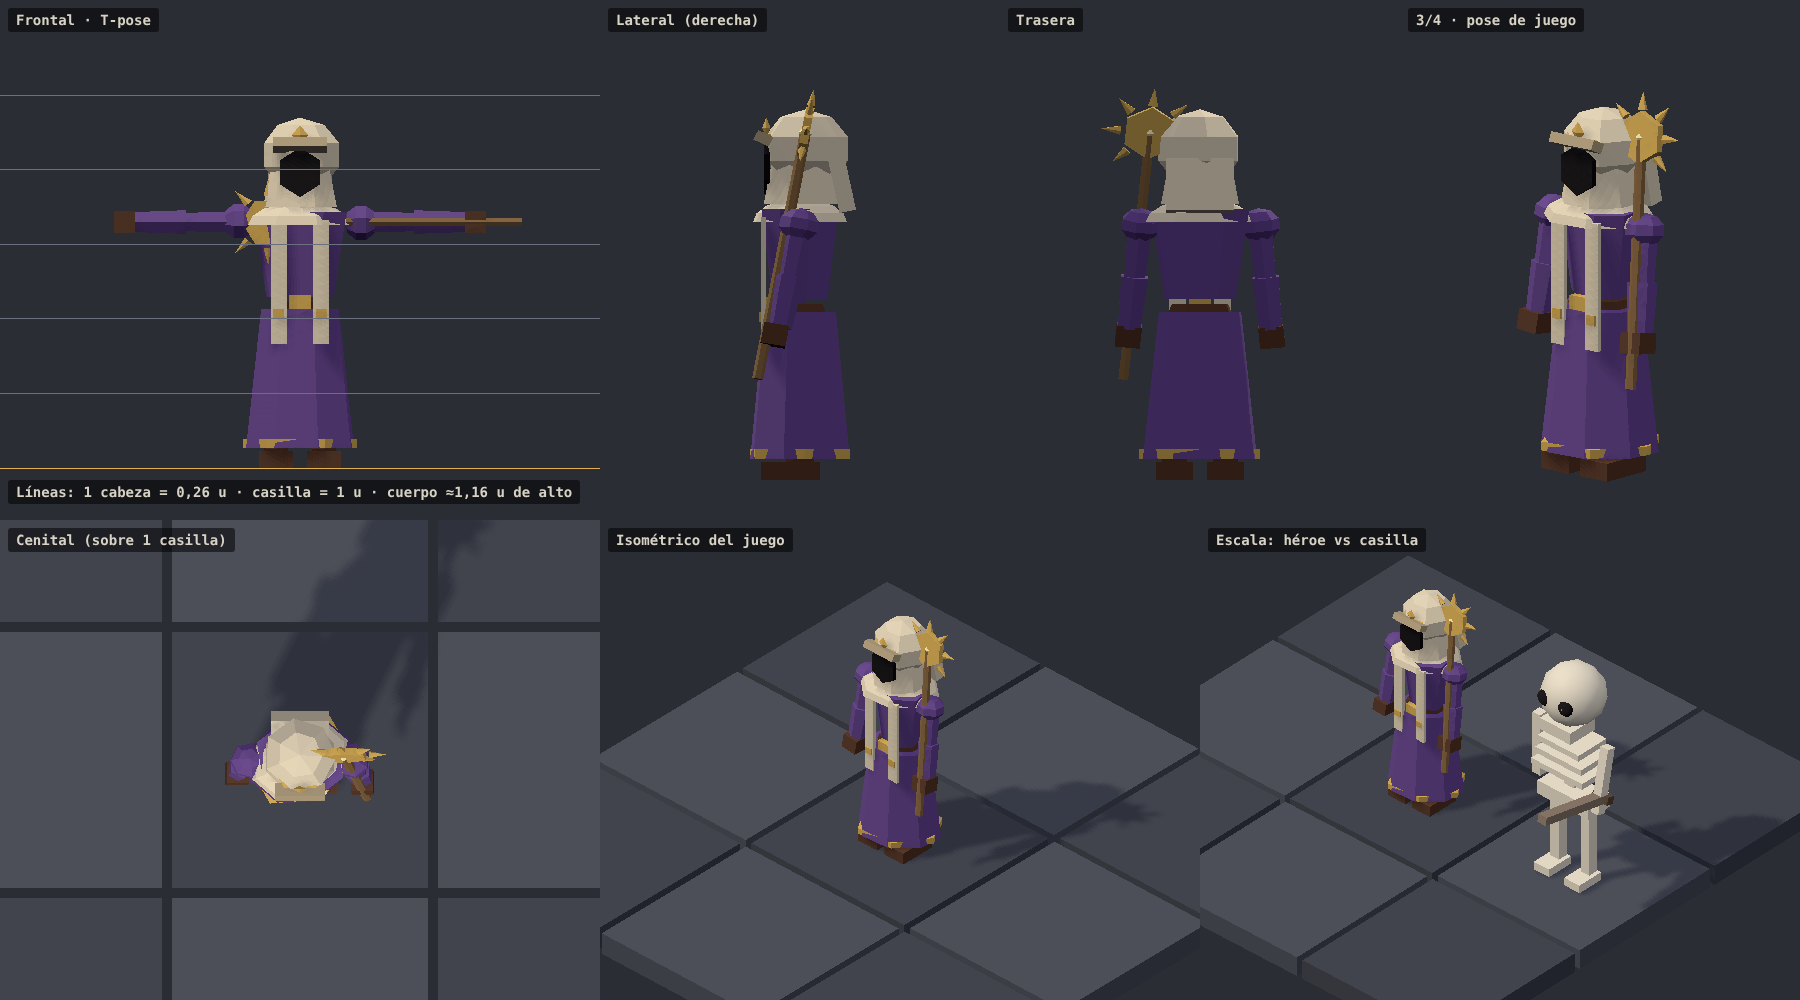 Frontal · T-pose
Lateral (derecha)
Trasera
3/4 · pose de juego
Líneas: 1 cabeza = 0,26 u · casilla = 1 u · cuerpo ≈1,16 u de alto
Cenital (sobre 1 casilla)
Isométrico del juego
Escala: héroe vs casilla